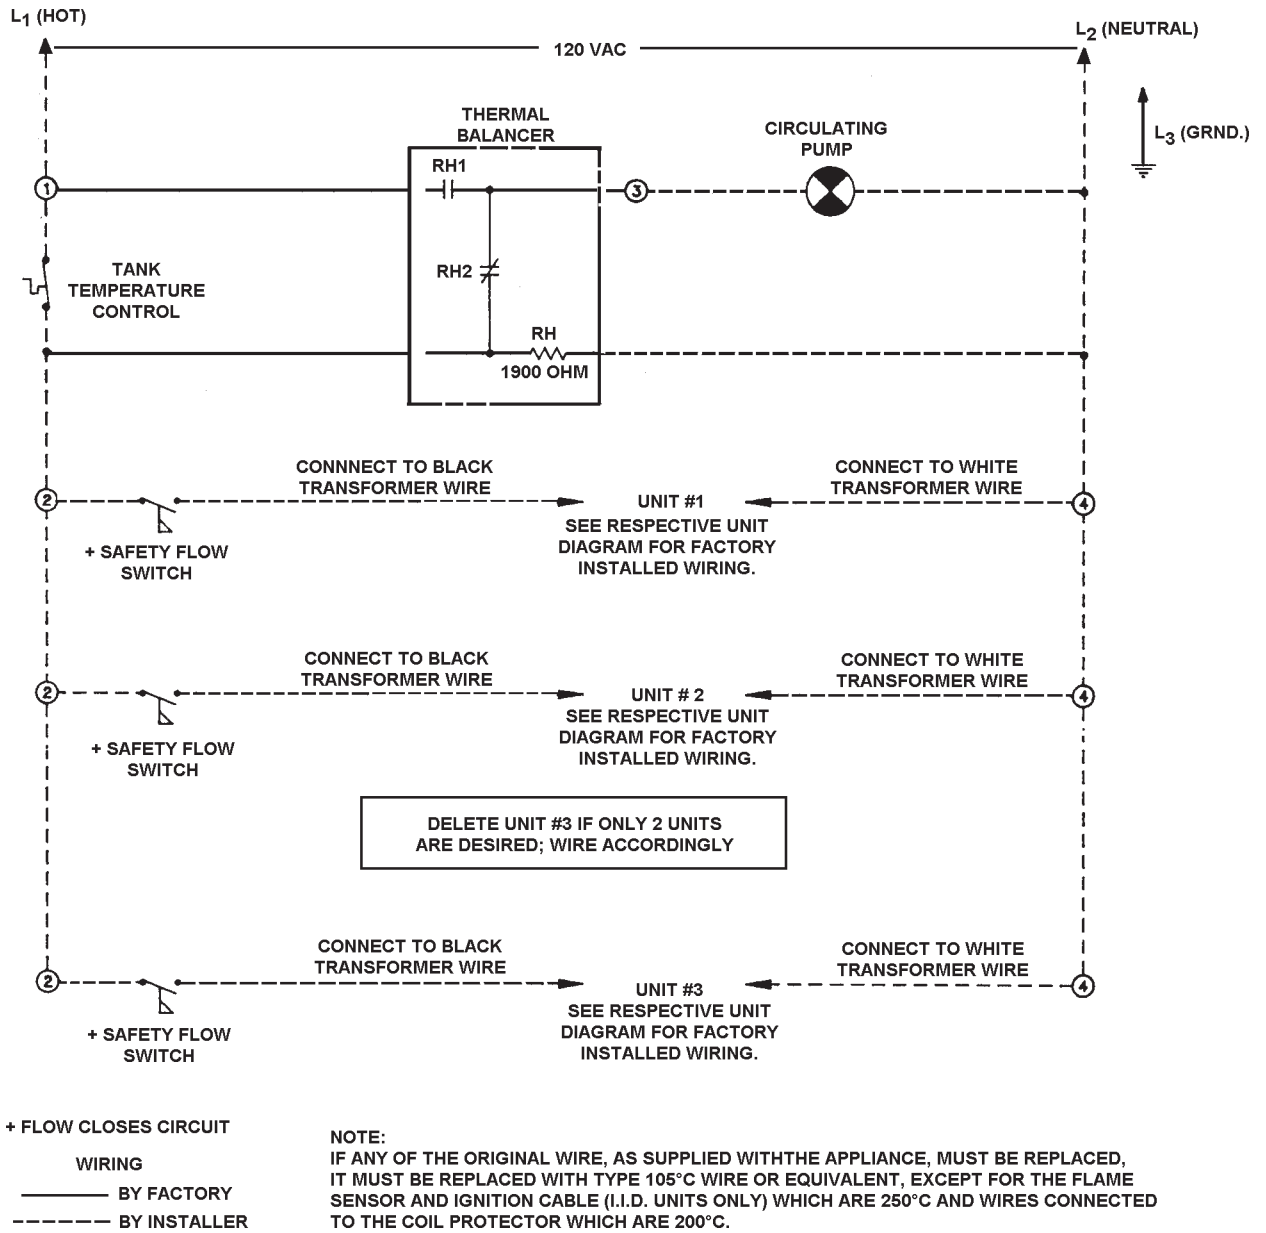 L1 (HOT)
L2 (NEUTRAL)
120 VAC
L3 (GRND.)
THERMAL
BALANCER
CIRCULATING
PUMP
RH1
1
3
TANK
TEMPERATURE
CONTROL
RH2
RH
1900 OHM
CONNNECT TO BLACK
TRANSFORMER WIRE
CONNECT TO WHITE
TRANSFORMER WIRE
2
UNIT #1
4
SEE RESPECTIVE UNIT
DIAGRAM FOR FACTORY
INSTALLED WIRING.
+ SAFETY FLOW
SWITCH
CONNECT TO BLACK
TRANSFORMER WIRE
CONNECT TO WHITE
TRANSFORMER WIRE
2
UNIT # 2
4
SEE RESPECTIVE UNIT
DIAGRAM FOR FACTORY
INSTALLED WIRING.
+ SAFETY FLOW
SWITCH
DELETE UNIT #3 IF ONLY 2 UNITS
ARE DESIRED; WIRE ACCORDINGLY
CONNECT TO BLACK
TRANSFORMER WIRE
CONNECT TO WHITE
TRANSFORMER WIRE
2
UNIT #3
4
SEE RESPECTIVE UNIT
DIAGRAM FOR FACTORY
INSTALLED WIRING.
+ SAFETY FLOW
SWITCH
+ FLOW CLOSES CIRCUIT
WIRING
BY FACTORY
BY INSTALLER
NOTE:
IF ANY OF THE ORIGINAL WIRE, AS SUPPLIED WITHTHE APPLIANCE, MUST BE REPLACED,
IT MUST BE REPLACED WITH TYPE 105°C WIRE OR EQUIVALENT, EXCEPT FOR THE FLAME
SENSOR AND IGNITION CABLE (I.I.D. UNITS ONLY) WHICH ARE 250°C AND WIRES CONNECTED
TO THE COIL PROTECTOR WHICH ARE 200°C.